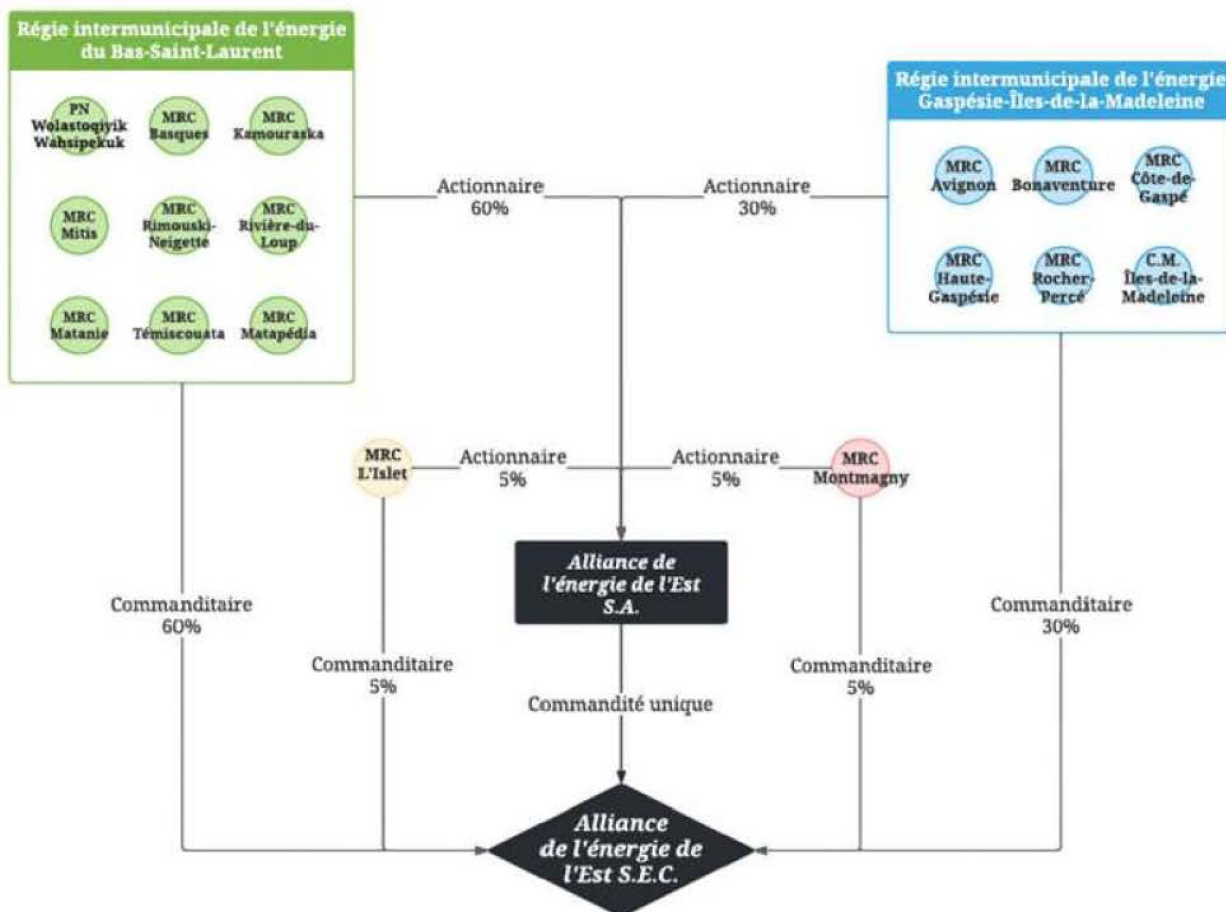 Régie intermunicipale de l'énergie
du Bas-Saint-Laurent
PN
Wolastoqiyik
Wahsipekuk
MRC
Basques
MRC
Kamouraska
MRC
Mitis
MRC
Rimouski-
Neigette
MRC
Rivière-du-
Loup
MRC
Matanie
MRC
Témiscouata
MRC
Matapédia
Régie intermunicipale de l'énergie
Gaspésie-Îles-de-la-Madeleine
MRC
Avignon
MRC
Bonaventure
MRC
Côte-de-
Gaspé
MRC
Haute-
Gaspésie
MRC
Rocher-
Percé
C.M.
Îles-de-la-
Madeleine
Actionnaire
60%
Actionnaire
30%
MRC
L'Islet
Actionnaire
5%
Actionnaire
5%
MRC
Montmagny
Alliance de
l'énergie de l'Est
S.A.
Commanditaire
60%
Commanditaire
5%
Commandité unique
Commanditaire
5%
Commanditaire
30%
Alliance
de l'énergie de
l'Est S.E.C.